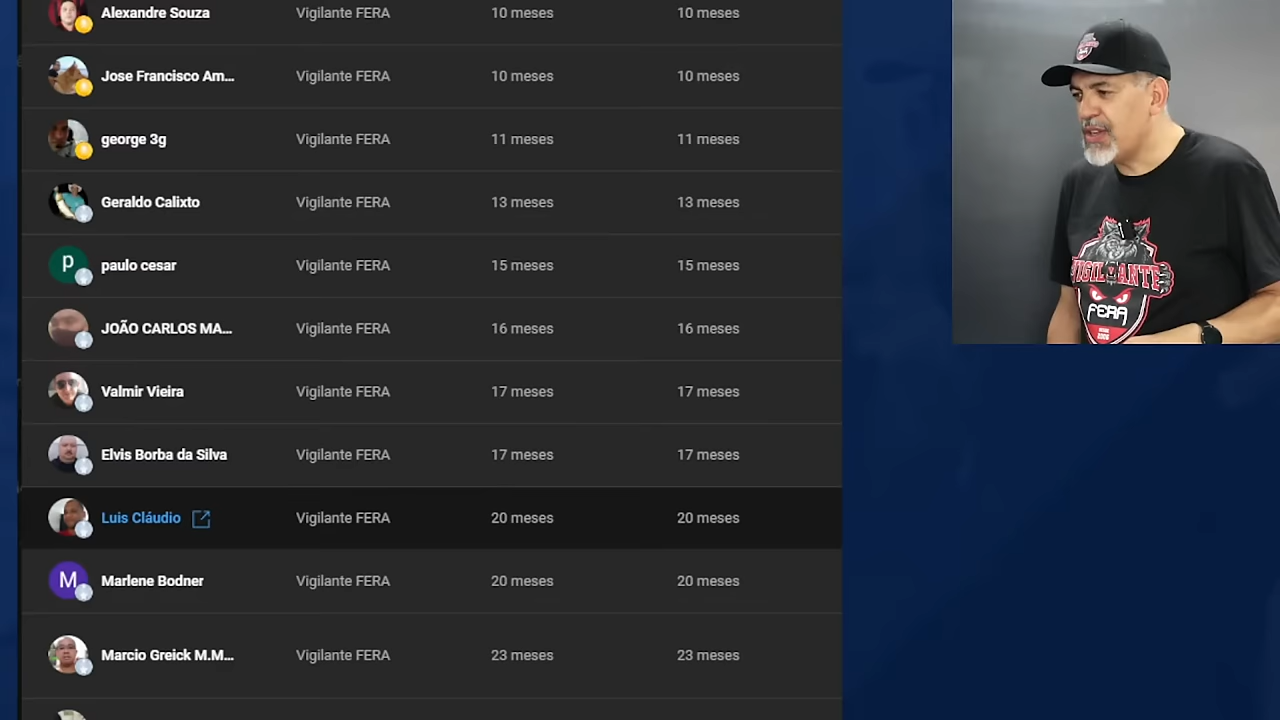 Alexandre Souza Vigilante FERA 10 meses 10 meses
Jose Francisco Am... Vigilante FERA 10 meses 10 meses
george 3g Vigilante FERA 11 meses 11 meses
Geraldo Calixto Vigilante FERA 13 meses 13 meses
p paulo cesar Vigilante FERA 15 meses 15 meses
JOÃO CARLOS MA... Vigilante FERA 16 meses 16 meses
Valmir Vieira Vigilante FERA 17 meses 17 meses
Elvis Borba da Silva Vigilante FERA 17 meses 17 meses
Luis Cláudio Vigilante FERA 20 meses 20 meses
M Marlene Bodner Vigilante FERA 20 meses 20 meses
Marcio Greick M.M... Vigilante FERA 23 meses 23 meses
VIGILANTE
FERA